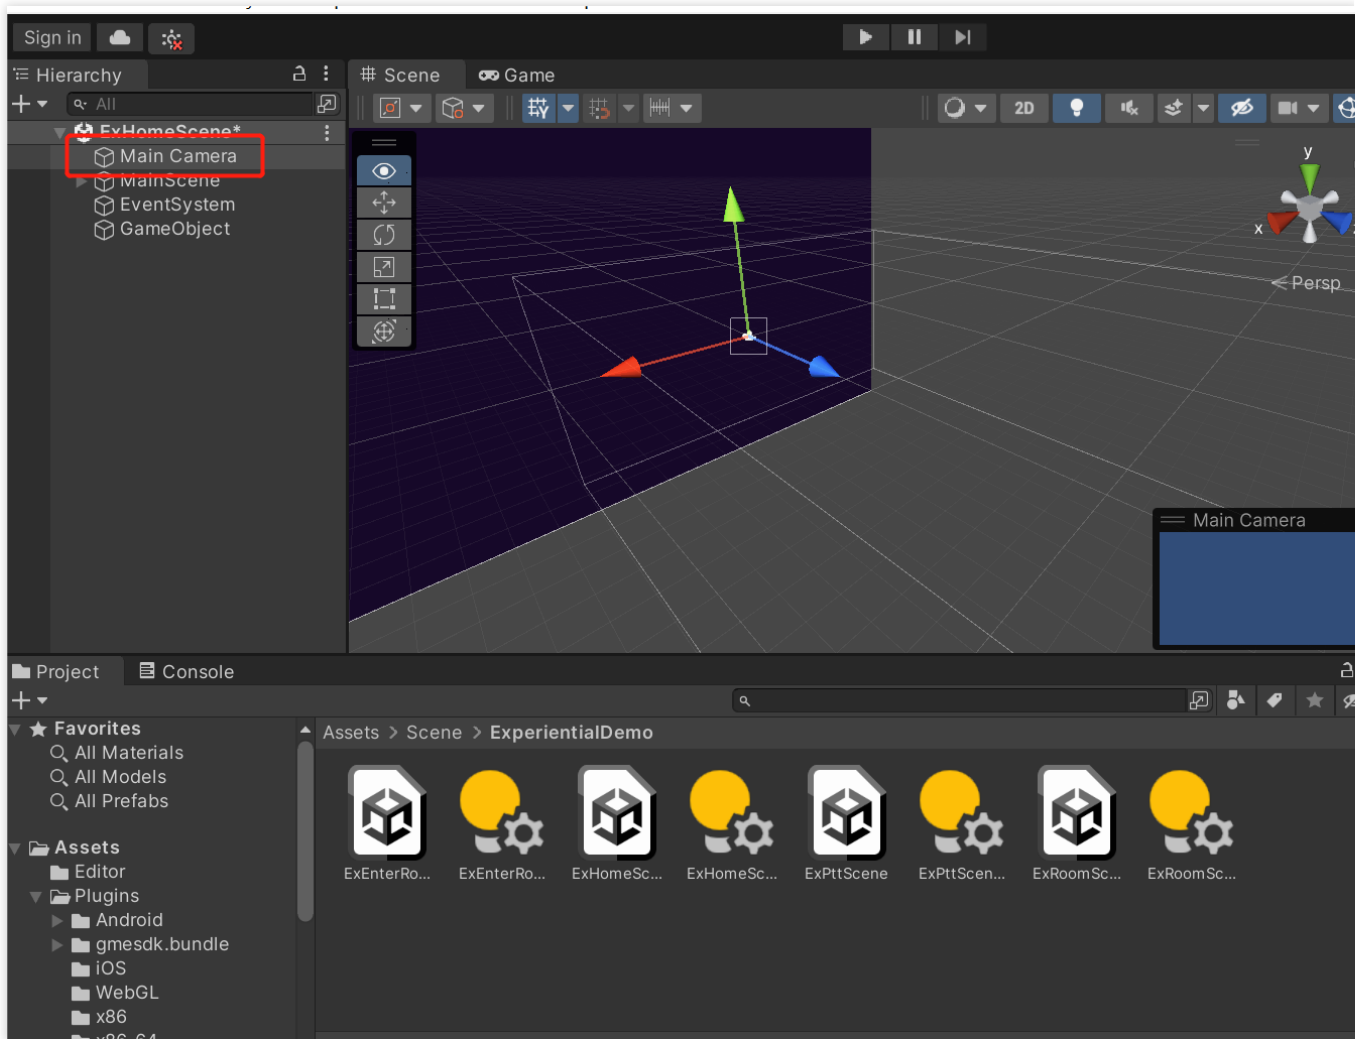 Sign in
Hierarchy
Scene
Game
All
2D
ExHomeScene*
Main Camera
MainScene
EventSystem
GameObject
y
x
Persp
Main Camera
Project
Console
Favorites
All Materials
All Models
All Prefabs
Assets
Editor
Plugins
Android
gmesdk.bundle
iOS
WebGL
x86
Assets > Scene > ExperientialDemo
ExEnterRo...
ExEnterRo...
ExHomeSc...
ExHomeSc...
ExPttScene
ExPttScen...
ExRoomSc...
ExRoomSc...